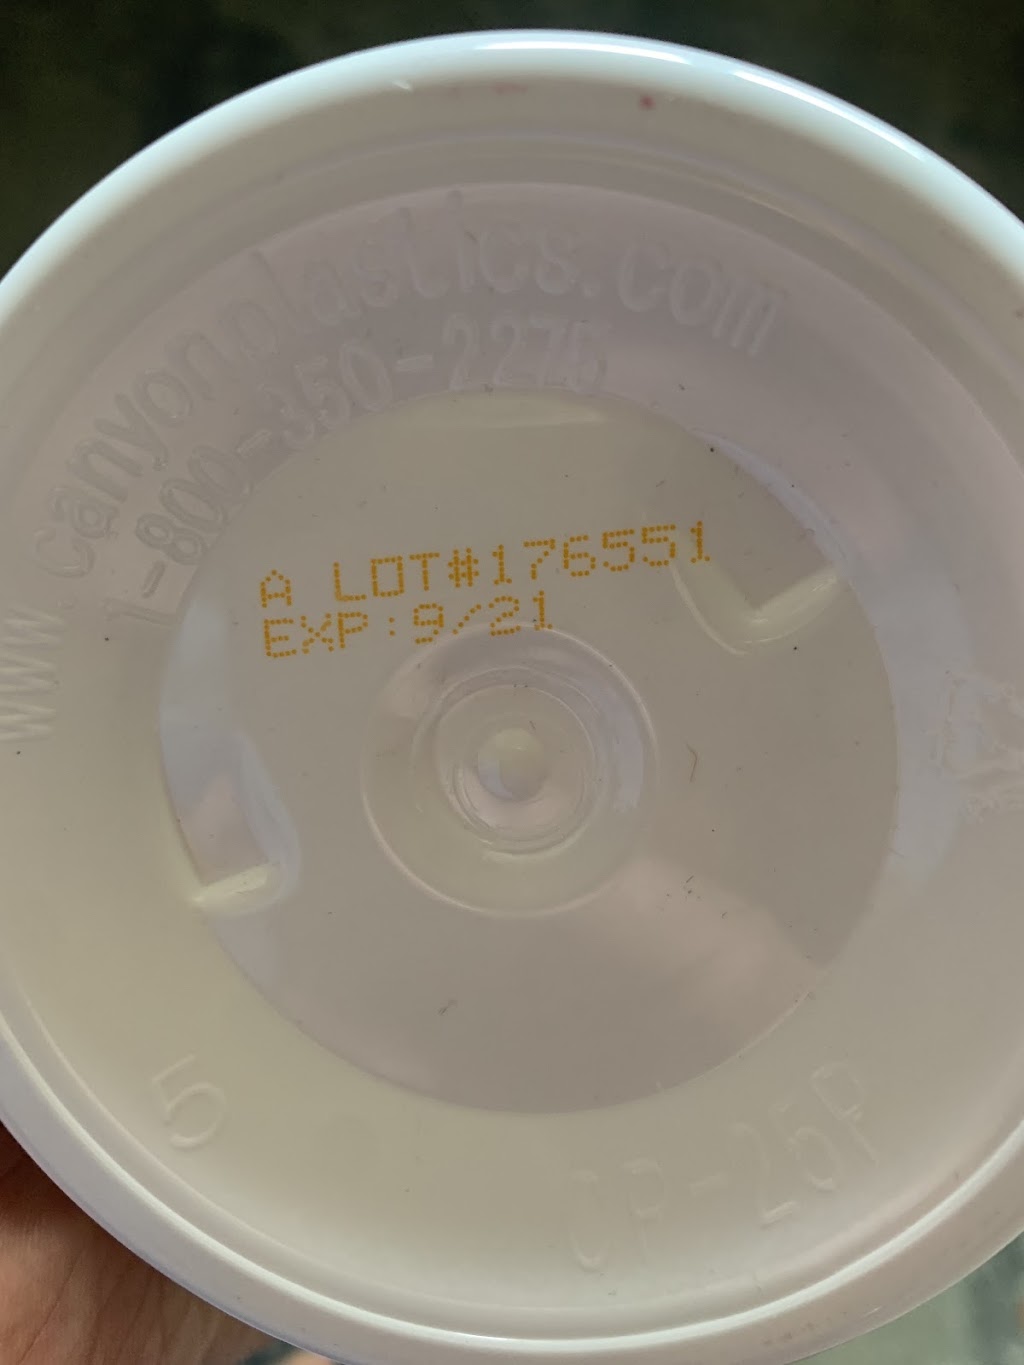 www.canyonplastics.com
1-800-350-2275
A LOT#176551
EXP:9/21
5
CP-25P